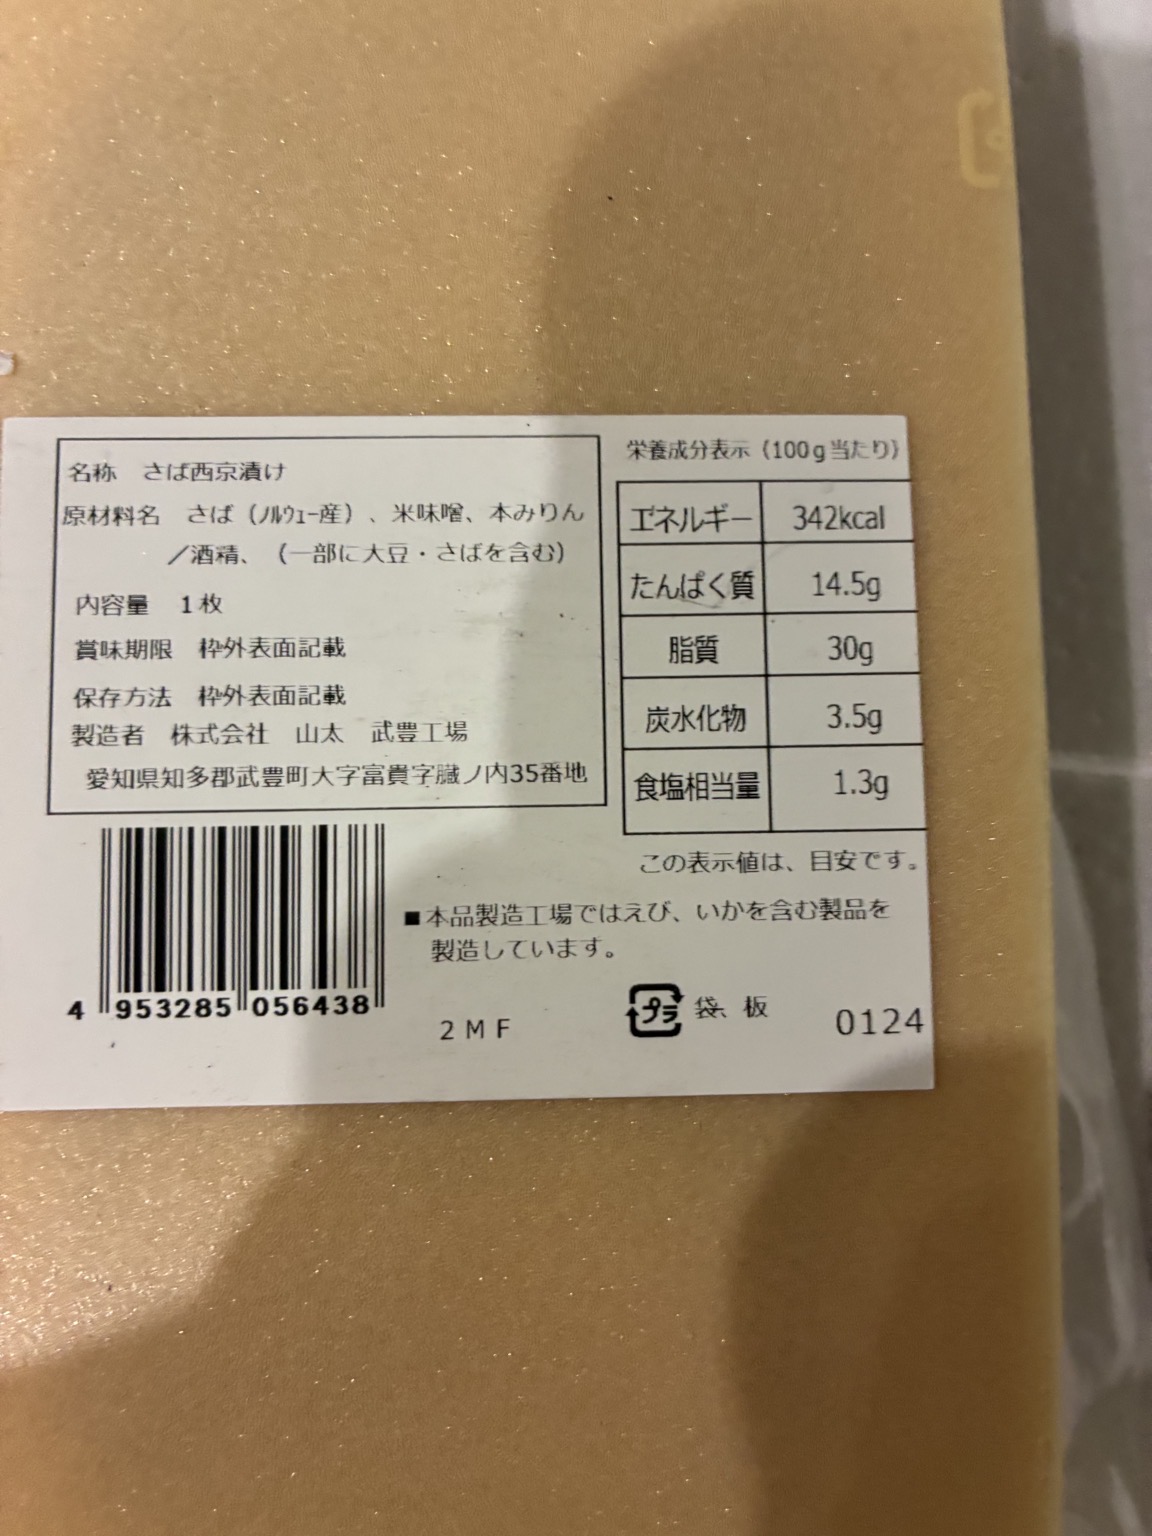 名称　さば西京漬け
原材料名　さば（ﾉﾙｳｪｰ産）、米味噌、本みりん
／酒精、（一部に大豆・さばを含む）
内容量　1枚
賞味期限　枠外表面記載
保存方法　枠外表面記載
製造者　株式会社　山太　武豊工場
愛知県知多郡武豊町大字冨貴字臓ノ内35番地
栄養成分表示（100g当たり）
エネルギー　342kcal
たんぱく質　14.5g
脂質　30g
炭水化物　3.5g
食塩相当量　1.3g
この表示値は、目安です。
■本品製造工場ではえび、いかを含む製品を
製造しています。
4 953285 056438
2MF
プラ　袋、板
0124